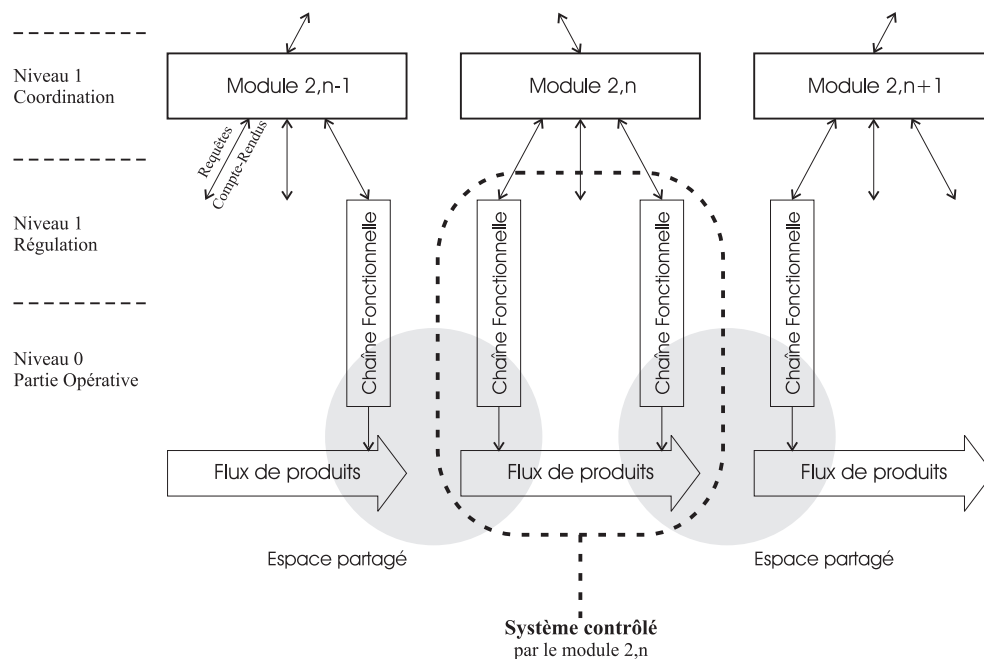 Niveau 1
Coordination
Module 2,n-1
Module 2,n
Module 2,n+1
Requêtes
Compte-Rendus
Niveau 1
Régulation
Chaîne Fonctionnelle
Chaîne Fonctionnelle
Chaîne Fonctionnelle
Chaîne Fonctionnelle
Niveau 0
Partie Opérative
Flux de produits
Flux de produits
Flux de produits
Espace partagé
Espace partagé
Système contrôlé
par le module 2,n